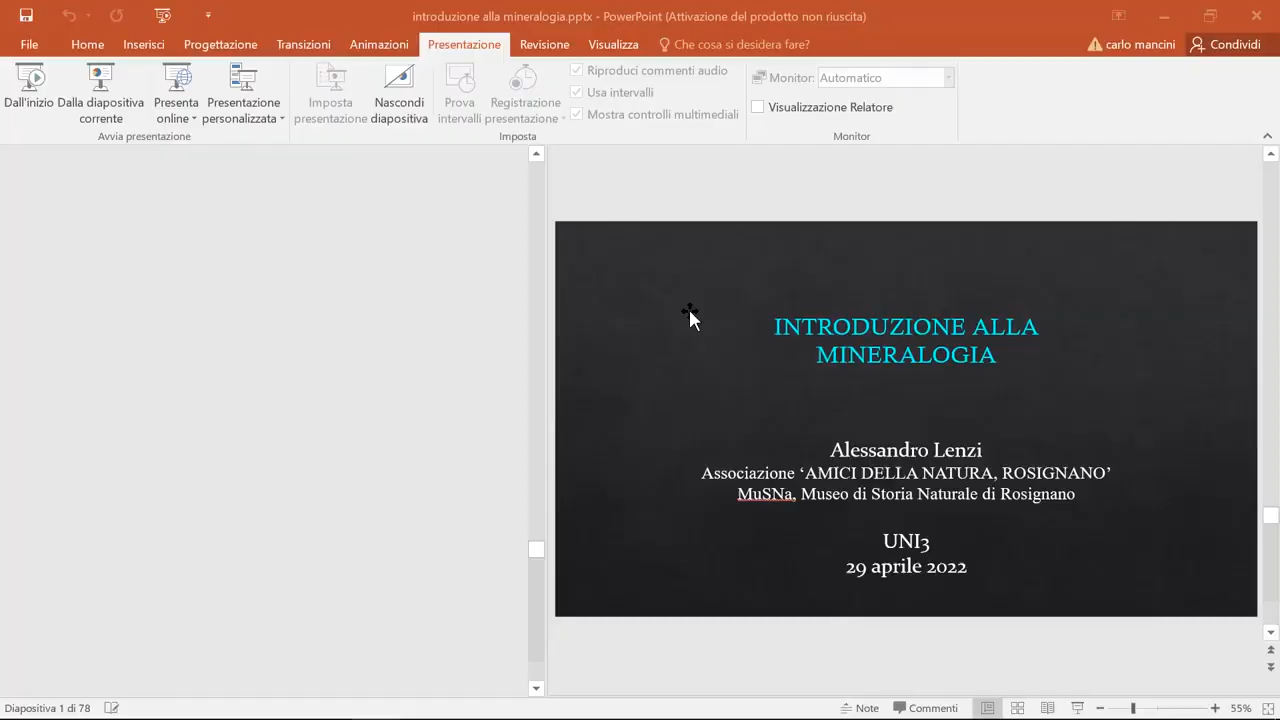 introduzione alla mineralogia.pptx - PowerPoint (Attivazione del prodotto non riuscita)
File Home Inserisci Progettazione Transizioni Animazioni Presentazione Revisione Visualizza Che cosa si desidera fare? carlo mancini Condividi
Dall'inizio
Dalla diapositiva corrente
Presenta online
Presentazione personalizzata
Avvia presentazione
Imposta presentazione
Nascondi diapositiva
Prova intervalli
Registrazione presentazione
Riproduci commenti audio
Usa intervalli
Mostra controlli multimediali
Imposta
Monitor: Automatico
Visualizzazione Relatore
Monitor
INTRODUZIONE ALLA
MINERALOGIA
Alessandro Lenzi
Associazione ‘AMICI DELLA NATURA, ROSIGNANO’
MuSNa, Museo di Storia Naturale di Rosignano
UNI3
29 aprile 2022
Diapositiva 1 di 78 Note Commenti 55%